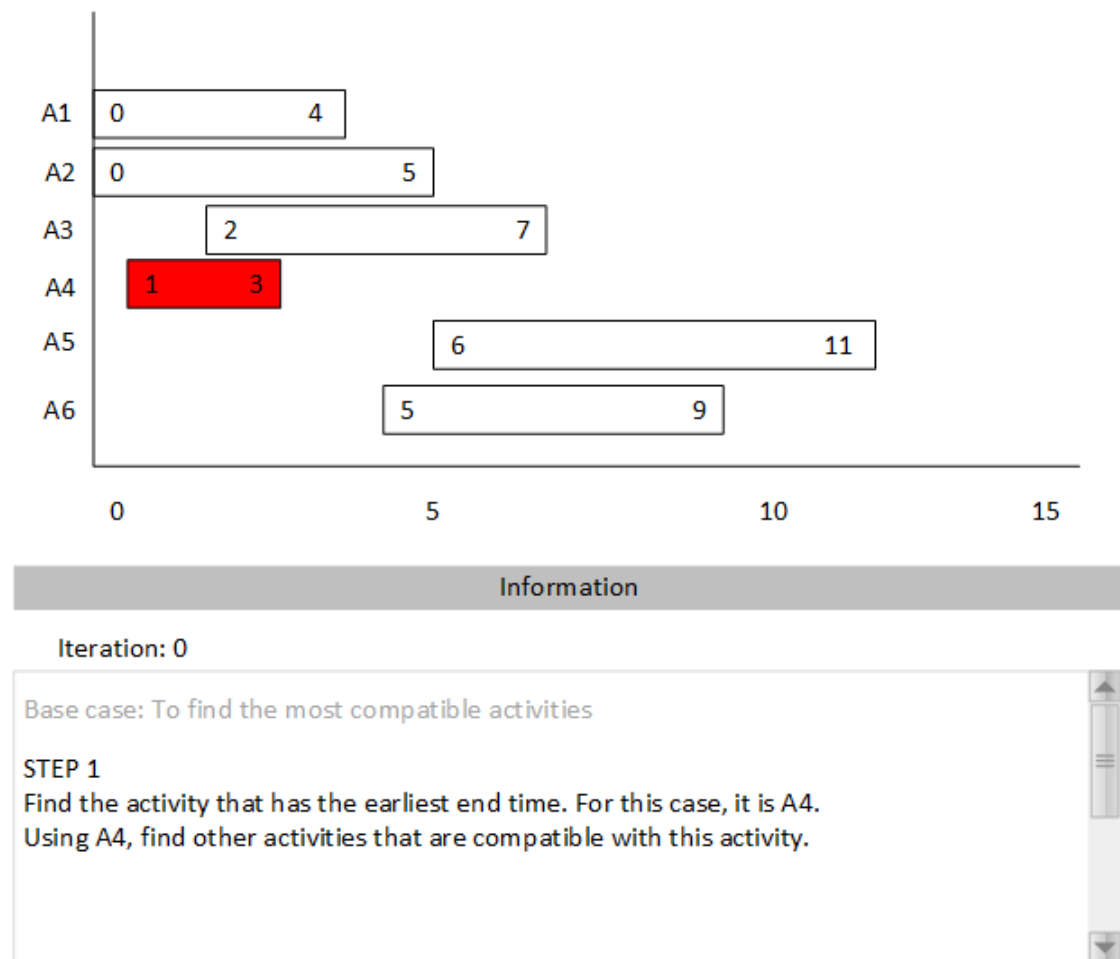 A1 0 4
A2 0 5
A3 2 7
A4 1 3
A5 6 11
A6 5 9
0 5 10 15
Information
Iteration: 0
Base case: To find the most compatible activities
STEP 1
Find the activity that has the earliest end time. For this case, it is A4.
Using A4, find other activities that are compatible with this activity.